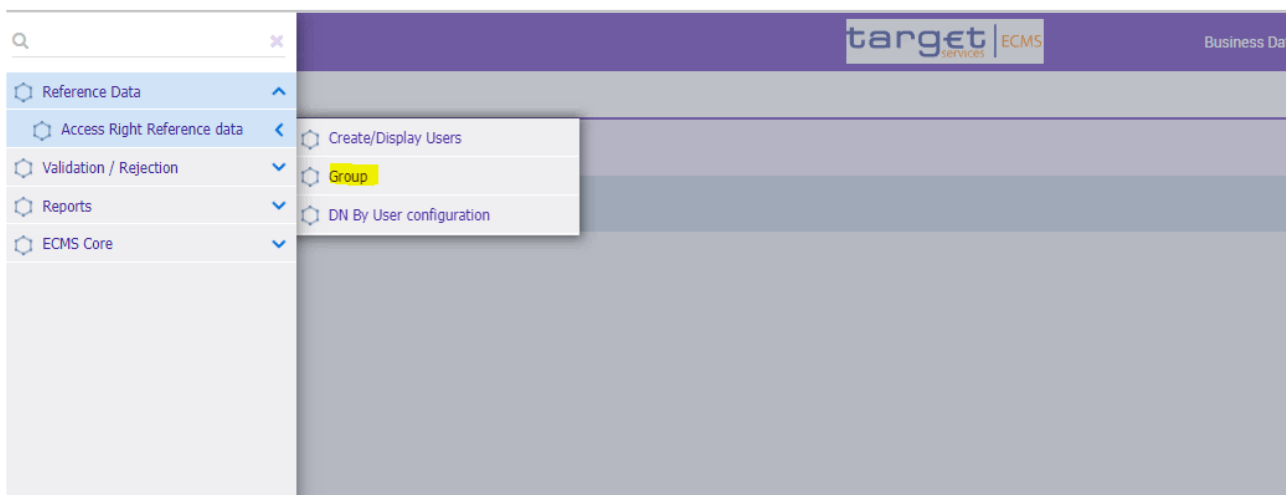 target
services
ECMS
Business Da
Reference Data
Access Right Reference data
Create/Display Users
Validation / Rejection
Group
Reports
DN By User configuration
ECMS Core